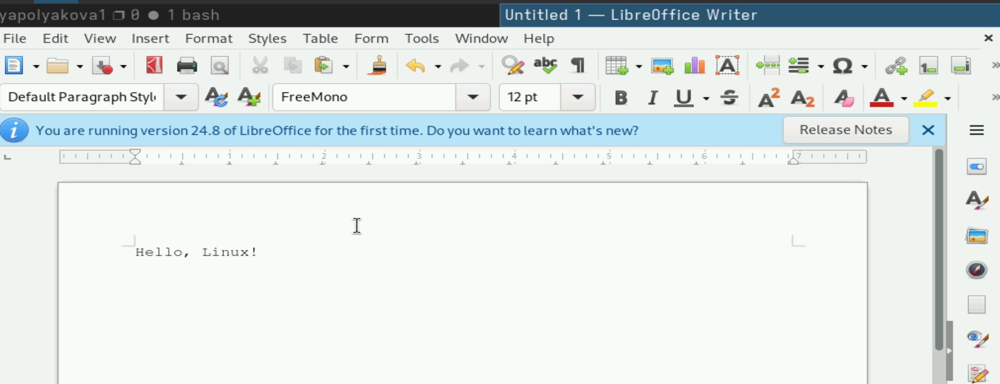 yapolyakova1 ❐ 0 ● 1 bash
Untitled 1 — LibreOffice Writer
File Edit View Insert Format Styles Table Form Tools Window Help
Default Paragraph Style FreeMono 12 pt
You are running version 24.8 of LibreOffice for the first time. Do you want to learn what's new? Release Notes
1 2 3 4 5 6 7
Hello, Linux!